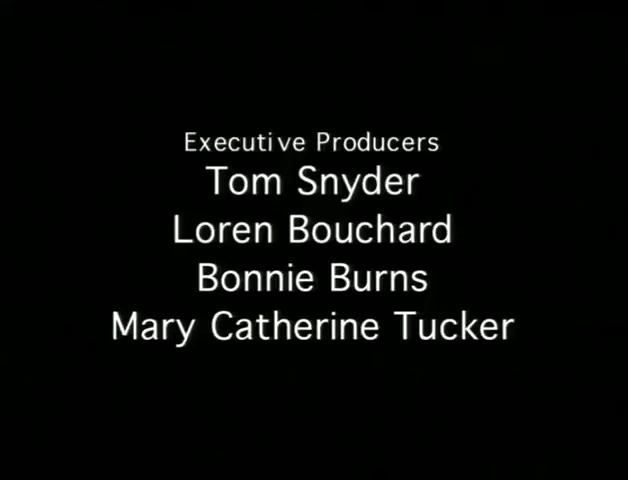 Executive Producers
Tom Snyder
Loren Bouchard
Bonnie Burns
Mary Catherine Tucker